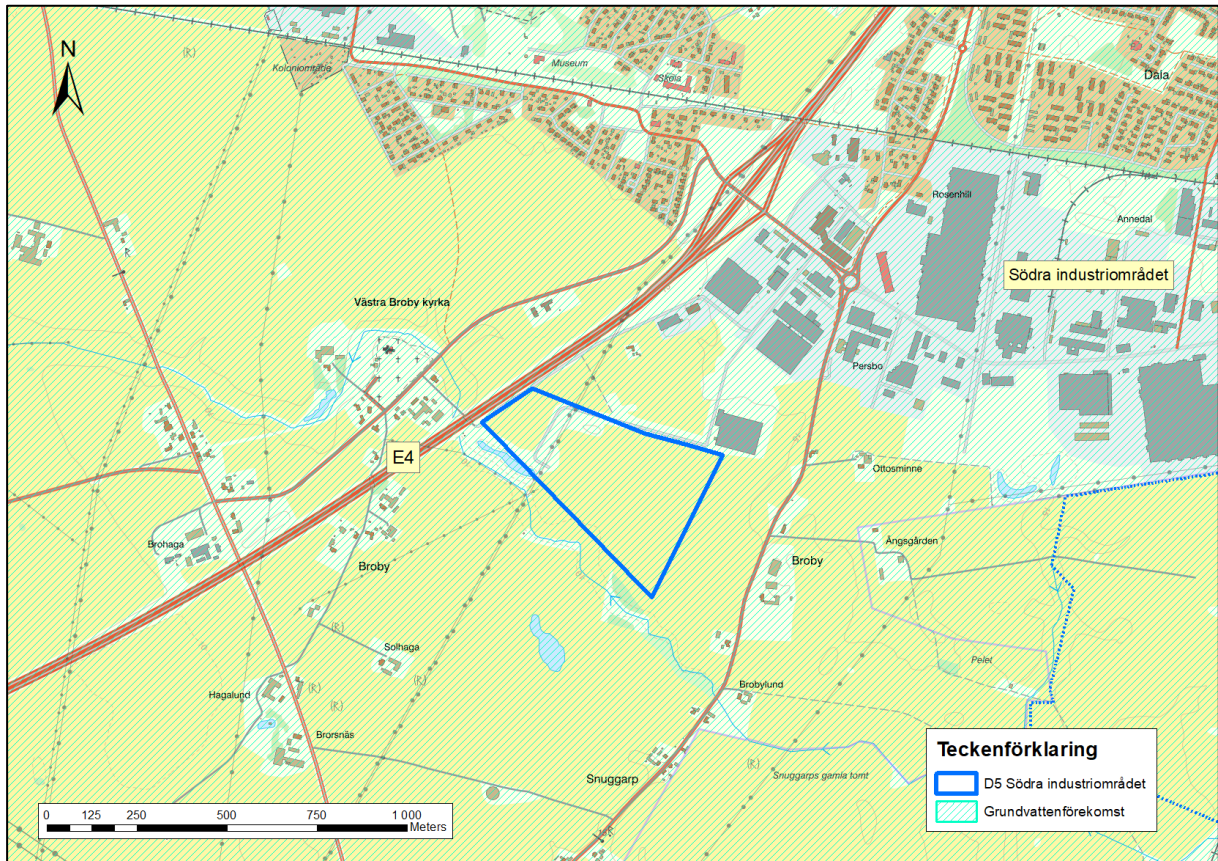 N
(R)
Koloniområde
Museum
Skola
Dala
Rosenhill
Annedal
Södra industriområdet
Västra Broby kyrka
Persbo
E4
Ottosminne
Brohaga
Broby
Broby
Ängsgården
Solhaga
(R)
(R)
Pelet
Hagalund
(R)
(R)
Brobylund
(R)
Brorsnäs
(R)
Snuggarp
Snuggarps gamla tomt
Teckenförklaring
D5 Södra industriområdet
Grundvattenförekomst
0 125 250 500 750 1 000
Meters